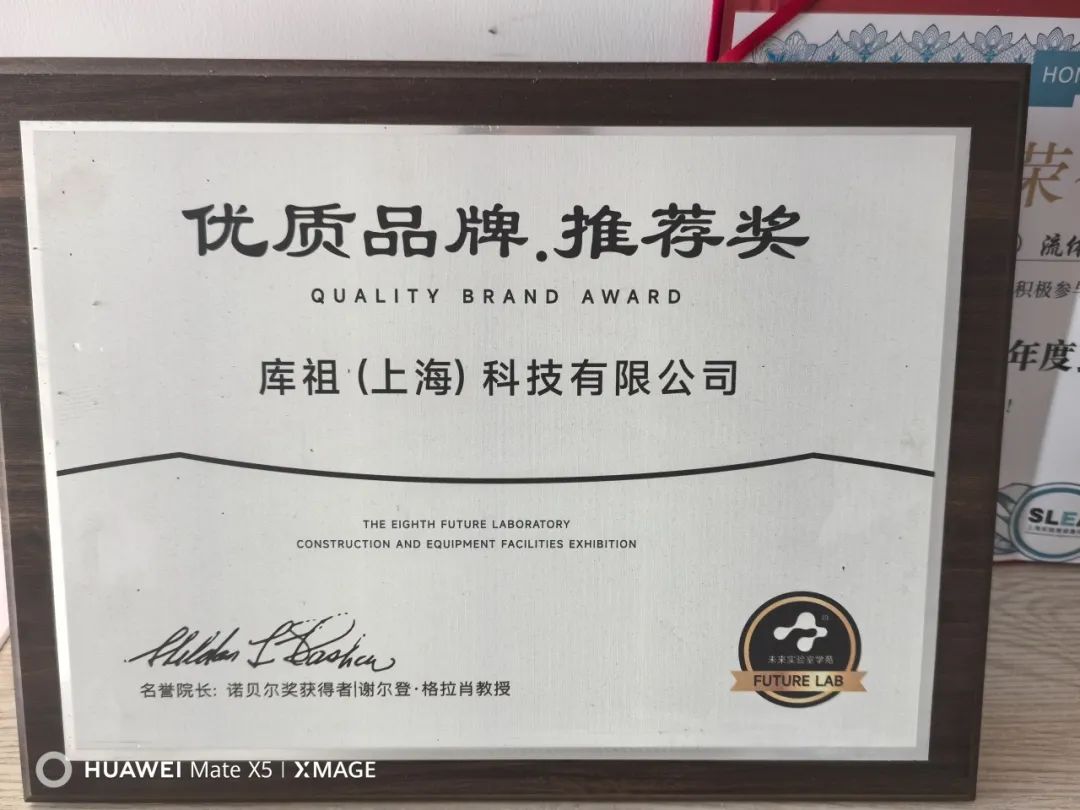 优质品牌.推荐奖
QUALITY BRAND AWARD
库祖(上海)科技有限公司
THE EIGHTH FUTURE LABORATORY
CONSTRUCTION AND EQUIPMENT FACILITIES EXHIBITION
名誉院长: 诺贝尔奖获得者|谢尔登·格拉肖教授
未来实验室学苑
FUTURE LAB
荣
积极参与
年度
HUAWEI Mate X5 | XMAGE